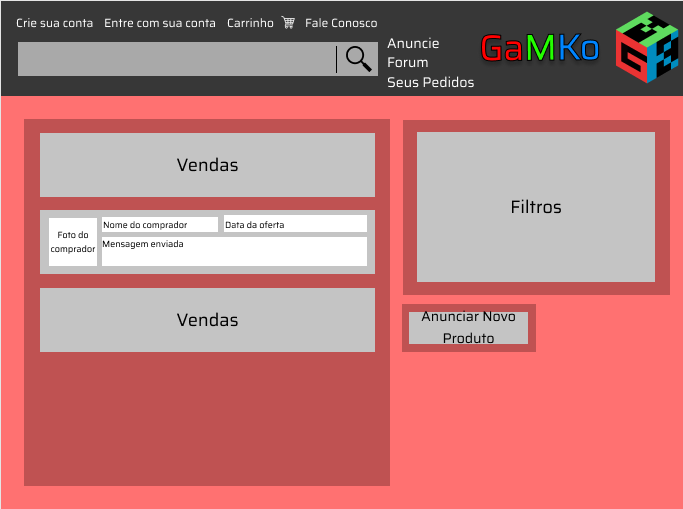 Crie sua conta Entre com sua conta Carrinho Fale Conosco
Anuncie
Forum
Seus Pedidos
GaMKo
Vendas
Foto do
comprador
Nome do comprador
Data da oferta
Mensagem enviada
Vendas
Filtros
Anunciar Novo
Produto